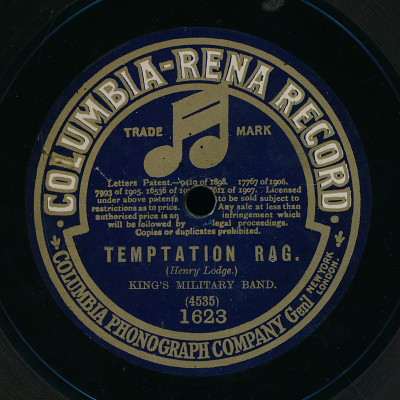 COLUMBIA-RENA RECORD
TRADE MARK
Letters Patent of 1898. 17767 of 1906.
7993 of 1905. 16536 of of 1907. Licensed
under above patents to be sold subject to
restrictions as to price. Any sale at less than
authorised price is an infringement which
will be followed by legal proceedings.
Copies or duplicates prohibited.
TEMPTATION RAG.
(Henry Lodge.)
KING'S MILITARY BAND.
(4535)
1623
COLUMBIA PHONOGRAPH COMPANY Gen'l
NEW YORK
LONDON.